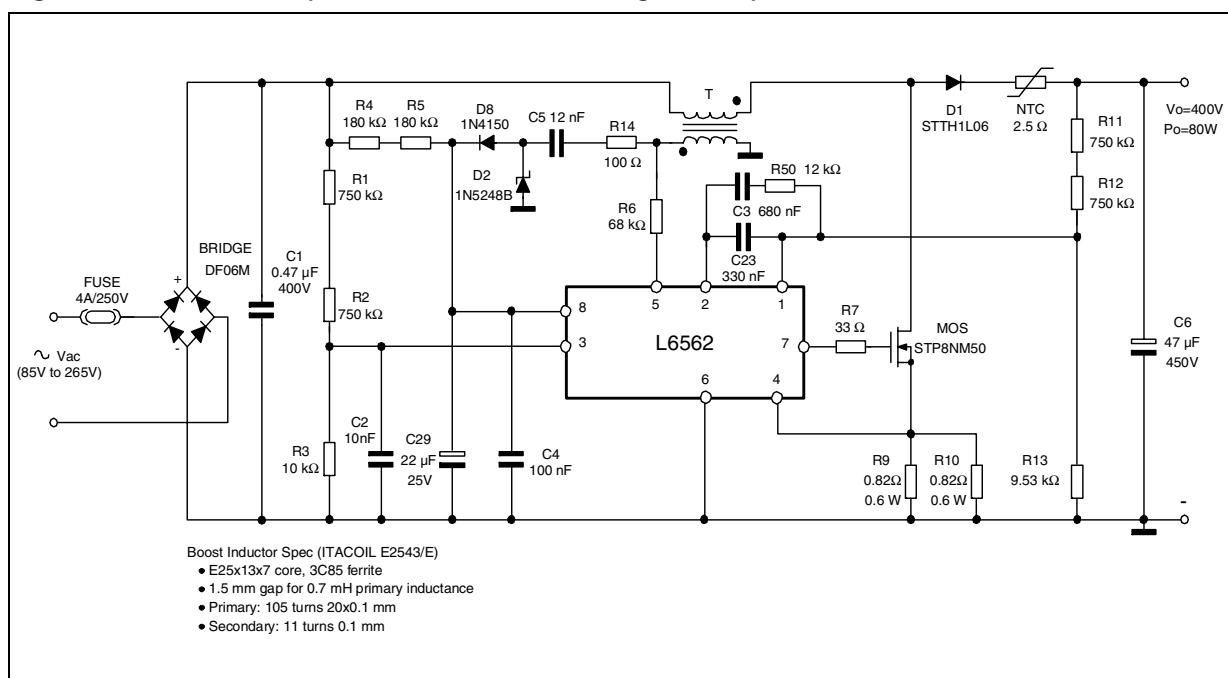 R4
180 kΩ
R5
180 kΩ
D8
1N4150
C5 12 nF
R14
100 Ω
T
D1
STTH1L06
NTC
2.5 Ω
Vo=400V
Po=80W
R11
750 kΩ
R12
750 kΩ
D2
1N5248B
R50 12 kΩ
C3 680 nF
C23
330 nF
R1
750 kΩ
R6
68 kΩ
BRIDGE
DF06M
+
-
C1
0.47 µF
400V
FUSE
4A/250V
Vac
(85V to 265V)
R2
750 kΩ
5
2
1
8
3
L6562
7
6
4
R7
33 Ω
MOS
STP8NM50
C6
47 µF
450V
R3
10 kΩ
C2
10nF
C29
22 µF
25V
C4
100 nF
R9
0.82Ω
0.6 W
R10
0.82Ω
0.6 W
R13
9.53 kΩ
-
Boost Inductor Spec (ITACOIL E2543/E)
• E25x13x7 core, 3C85 ferrite
• 1.5 mm gap for 0.7 mH primary inductance
• Primary: 105 turns 20x0.1 mm
• Secondary: 11 turns 0.1 mm